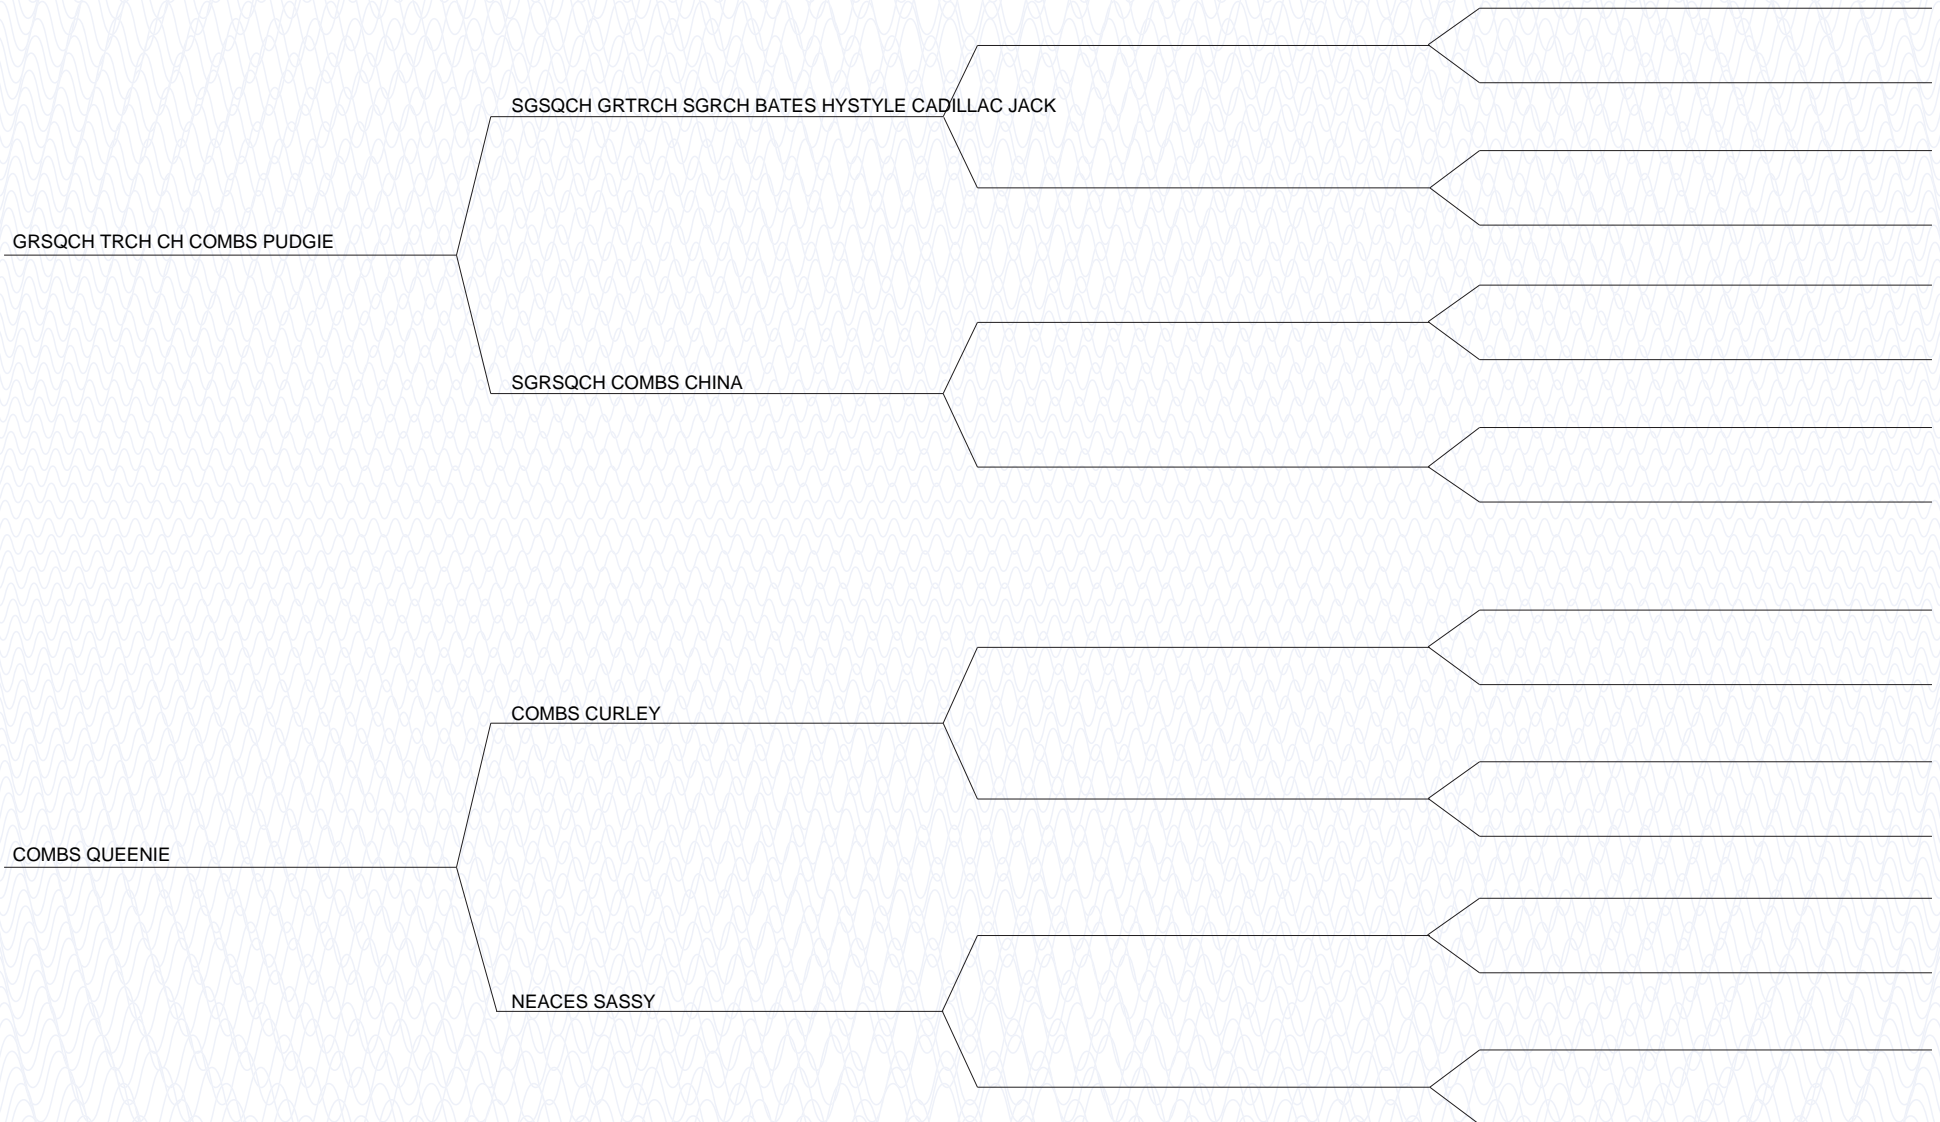 SGSQCH GRTRCH SGRCH BATES HYSTYLE CADILLAC JACK
GRSQCH TRCH CH COMBS PUDGIE
SGRSQCH COMBS CHINA
COMBS CURLEY
COMBS QUEENIE
NEACES SASSY